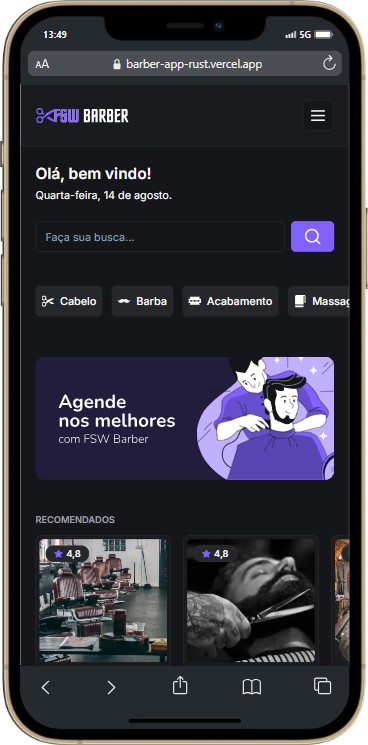 13:49
5G
AA
barber-app-rust.vercel.app
FSW BARBER
Olá, bem vindo!
Quarta-feira, 14 de agosto.
Faça sua busca...
Cabelo
Barba
Acabamento
Massag
Agende
nos melhores
com FSW Barber
RECOMENDADOS
4,8
4,8